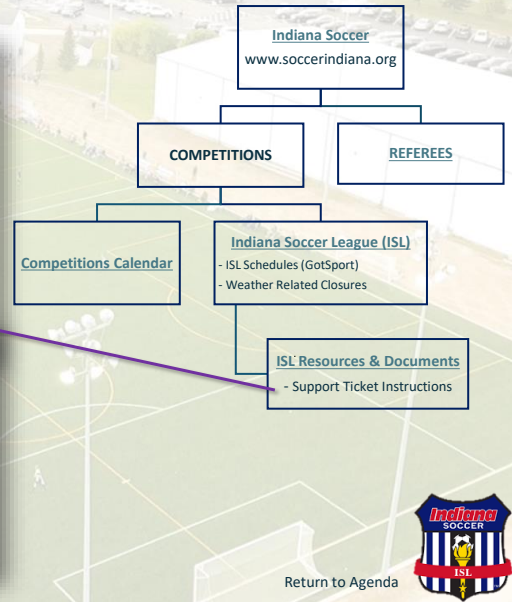 Indiana Soccer
www.soccerindiana.org
COMPETITIONS
REFEREES
Competitions Calendar
Indiana Soccer League (ISL)
- ISL Schedules (GotSport)
- Weather Related Closures
ISL Resources & Documents
- Support Ticket Instructions
Return to Agenda
Indiana
SOCCER
ISL